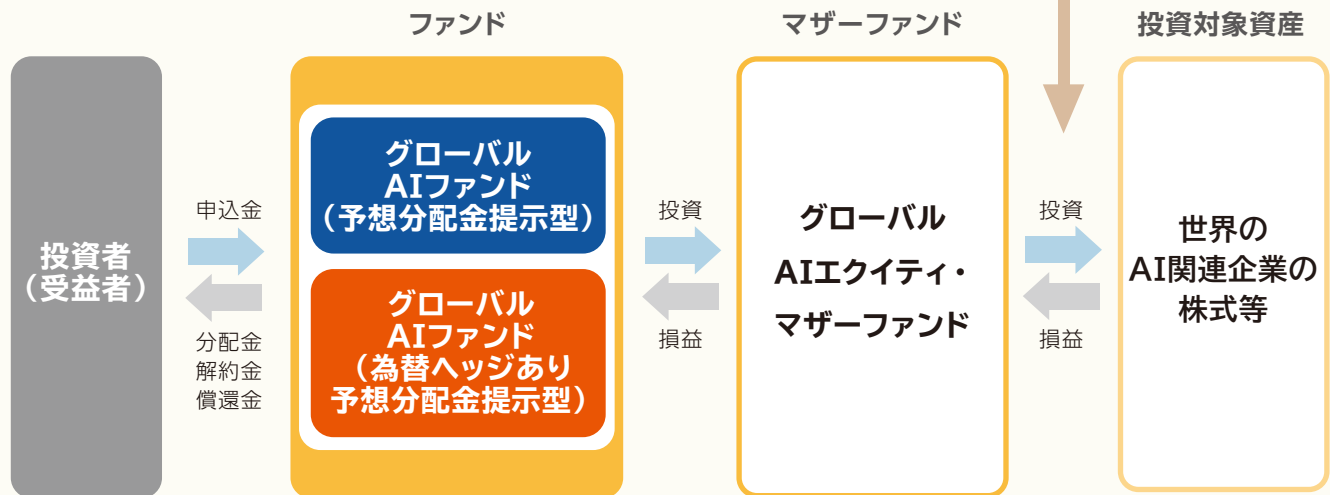 ファンド
マザーファンド
投資対象資産
投資者
（受益者）
申込金
分配金
解約金
償還金
グローバル
AIファンド
（予想分配金提示型）
グローバル
AIファンド
（為替ヘッジあり
予想分配金提示型）
投資
損益
グローバル
AIエクイティ・
マザーファンド
投資
損益
世界の
AI関連企業の
株式等